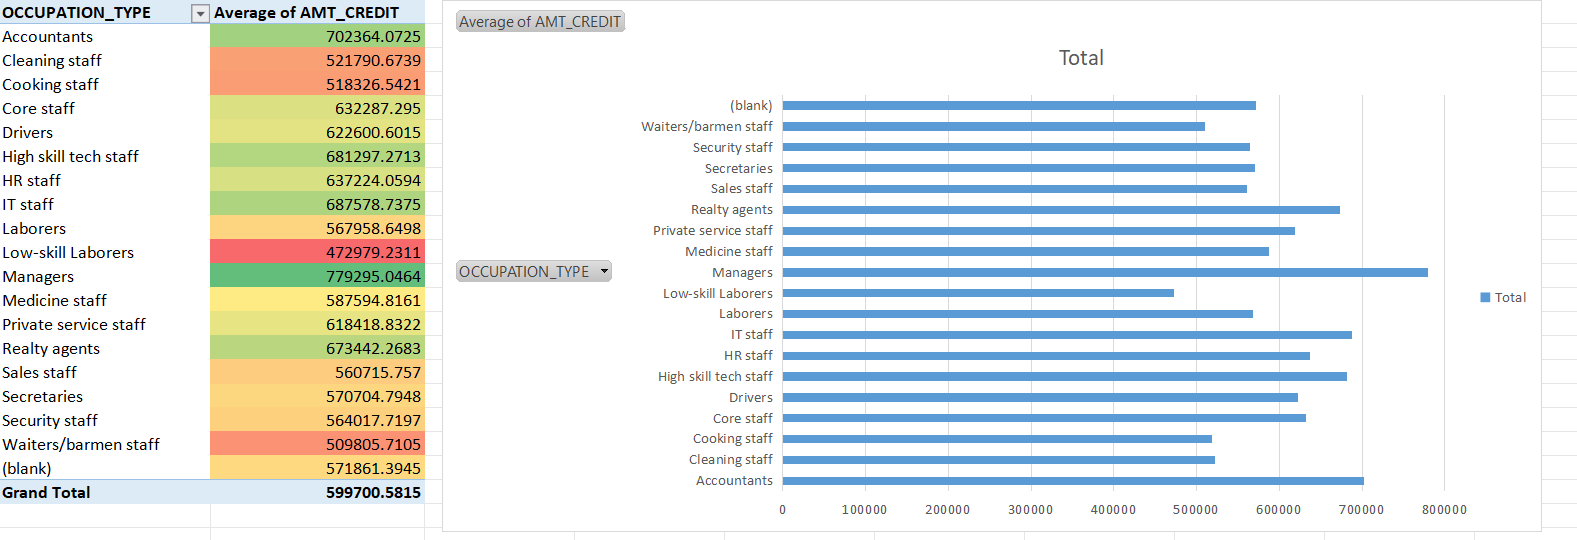 OCCUPATION_TYPE Average of AMT_CREDIT
Accountants 702364.0725
Cleaning staff 521790.6739
Cooking staff 518326.5421
Core staff 632287.295
Drivers 622600.6015
High skill tech staff 681297.2713
HR staff 637224.0594
IT staff 687578.7375
Laborers 567958.6498
Low-skill Laborers 472979.2311
Managers 779295.0464
Medicine staff 587594.8161
Private service staff 618418.8322
Realty agents 673442.2683
Sales staff 560715.757
Secretaries 570704.7948
Security staff 564017.7197
Waiters/barmen staff 509805.7105
(blank) 571861.3945
Grand Total 599700.5815
Average of AMT_CREDIT
Total
OCCUPATION_TYPE
(blank)
Waiters/barmen staff
Security staff
Secretaries
Sales staff
Realty agents
Private service staff
Medicine staff
Managers
Low-skill Laborers
Laborers
IT staff
HR staff
High skill tech staff
Drivers
Core staff
Cooking staff
Cleaning staff
Accountants
0 100000 200000 300000 400000 500000 600000 700000 800000
Total